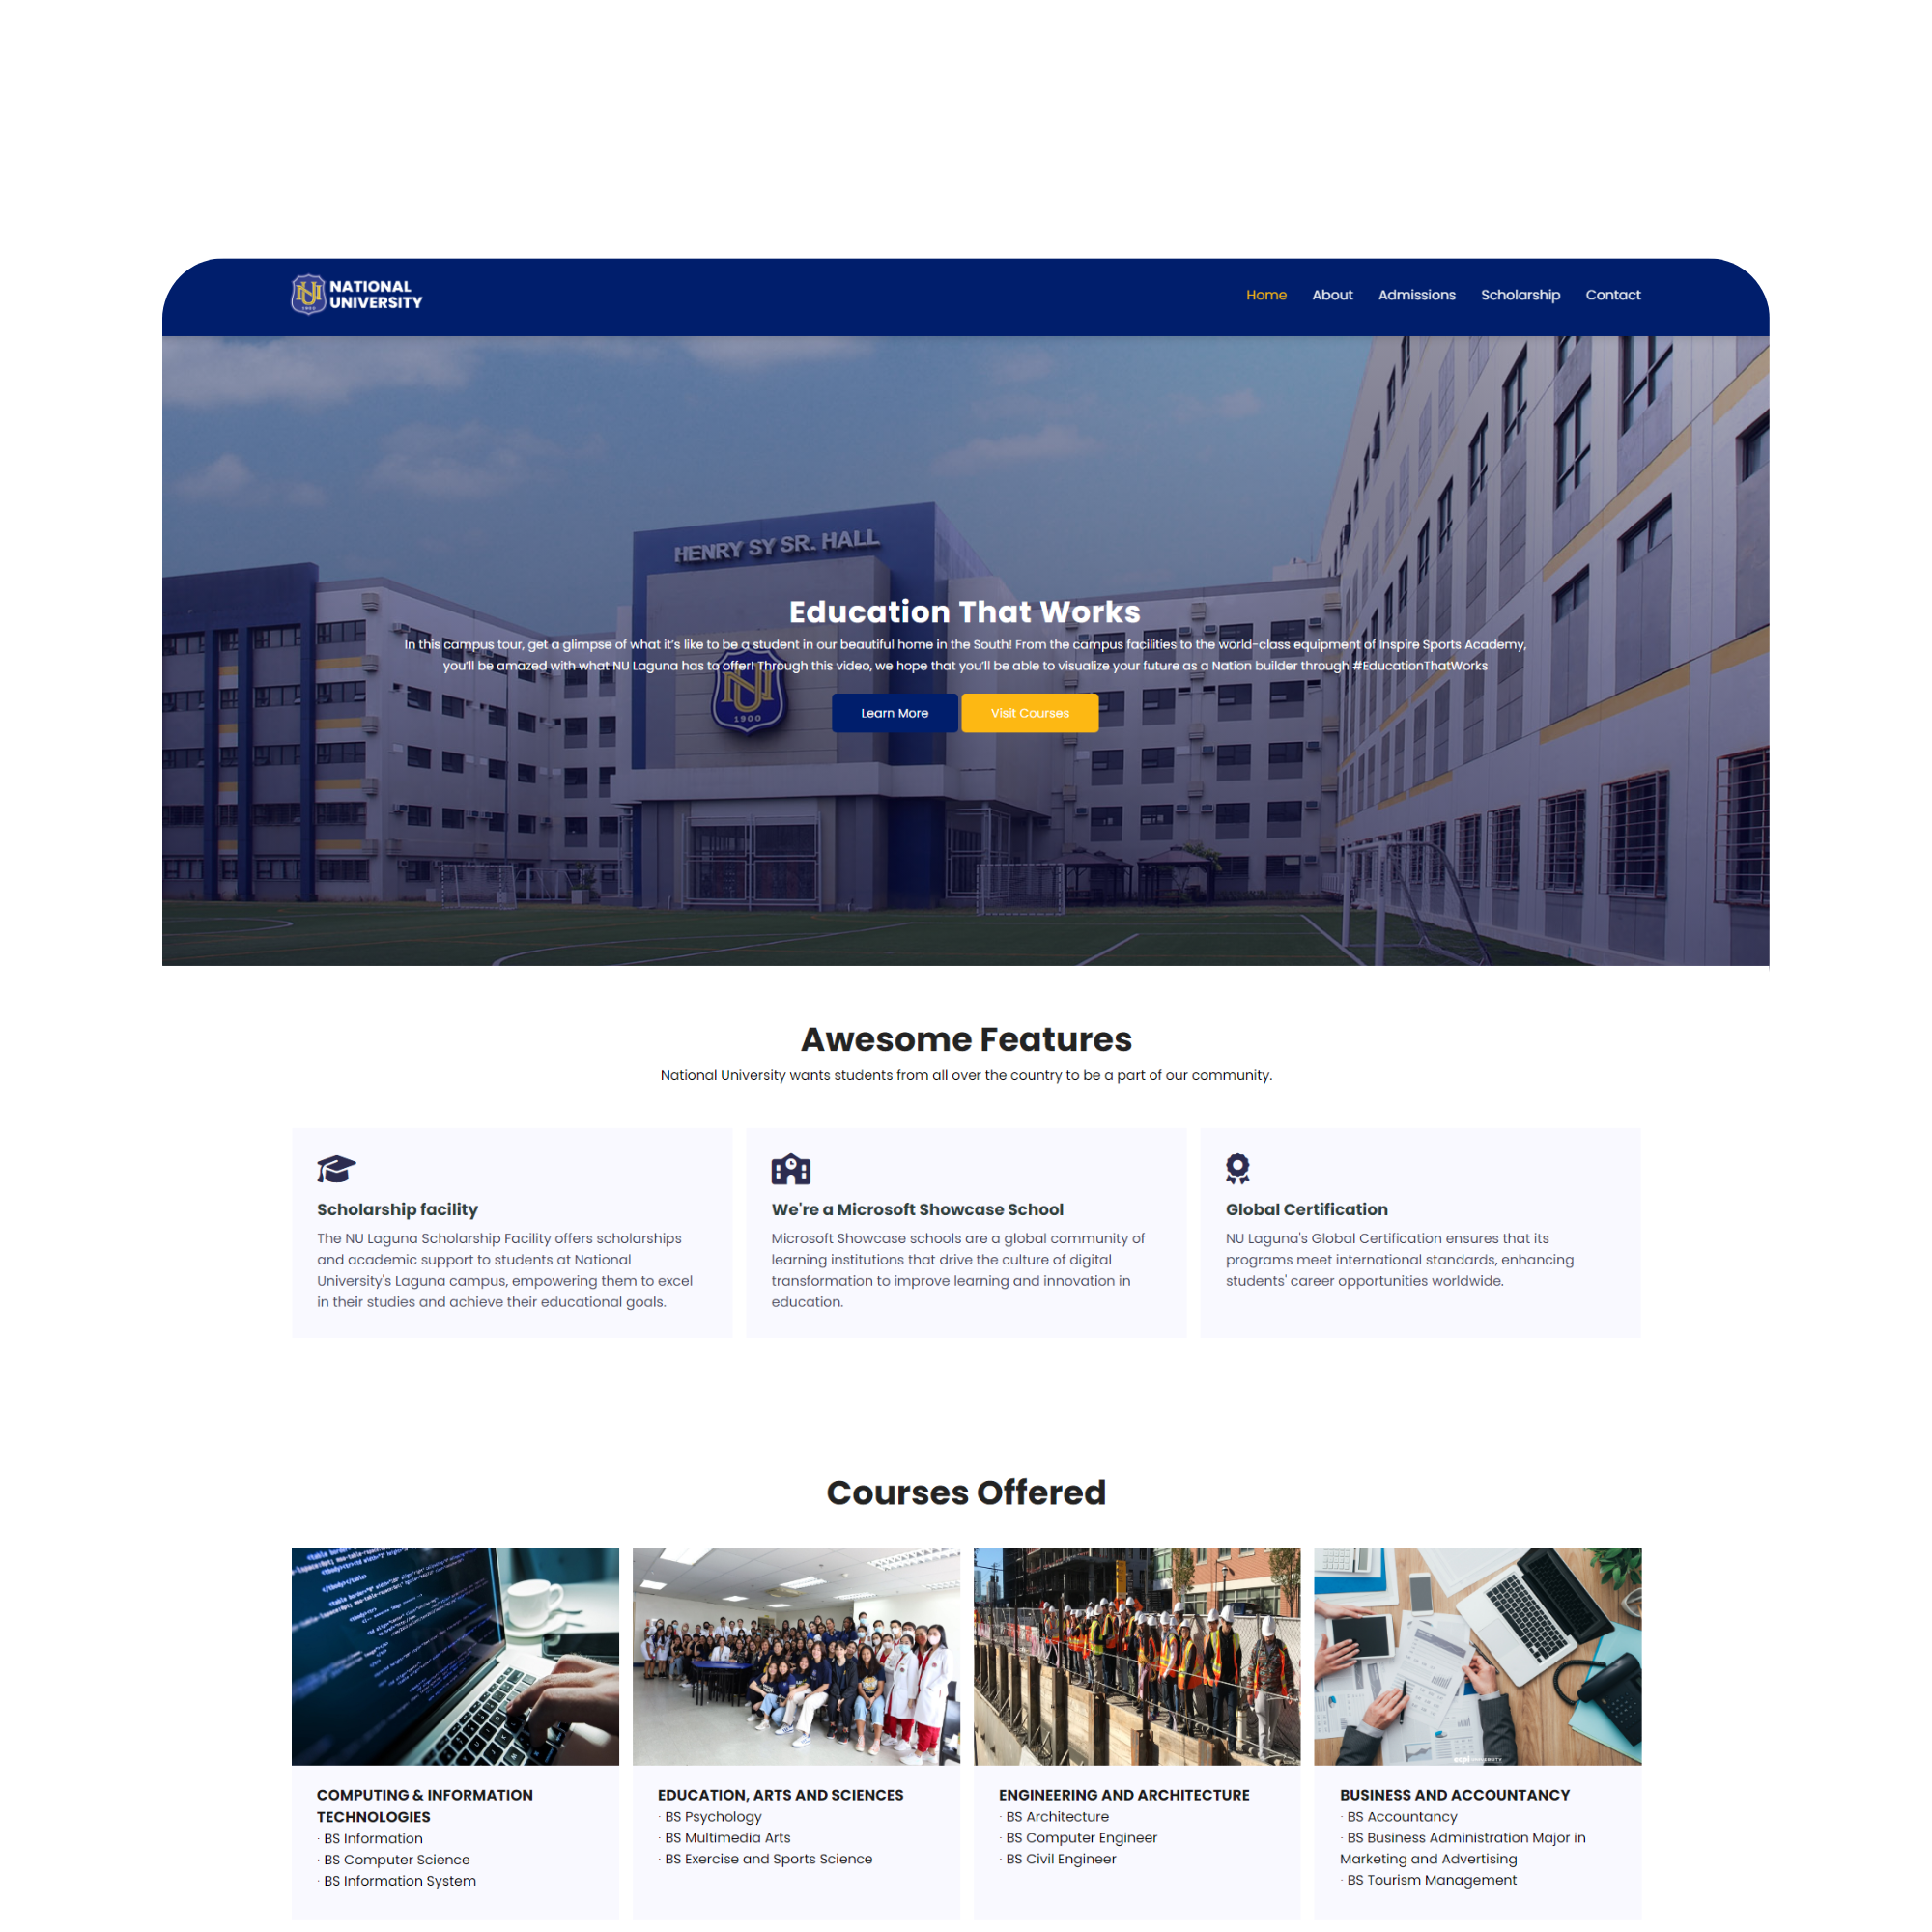 NATIONAL
UNIVERSITY
1900
Home About Admissions Scholarship Contact
HENRY SY SR. HALL
Education That Works
In this campus tour, get a glimpse of what it's like to be a student in our beautiful home in the South! From the campus facilities to the world-class equipment of Inspire Sports Academy,
you'll be amazed with what NU Laguna has to offer! Through this video, we hope that you'll be able to visualize your future as a Nation builder through #EducationThatWorks
NU
1900
Learn More Visit Courses
Awesome Features
National University wants students from all over the country to be a part of our community.
Scholarship facility
The NU Laguna Scholarship Facility offers scholarships
and academic support to students at National
University's Laguna campus, empowering them to excel
in their studies and achieve their educational goals.
We're a Microsoft Showcase School
Microsoft Showcase schools are a global community of
learning institutions that drive the culture of digital
transformation to improve learning and innovation in
education.
Global Certification
NU Laguna's Global Certification ensures that its
programs meet international standards, enhancing
students' career opportunities worldwide.
Courses Offered
COMPUTING & INFORMATION
TECHNOLOGIES
· BS Information
· BS Computer Science
· BS Information System
EDUCATION, ARTS AND SCIENCES
· BS Psychology
· BS Multimedia Arts
· BS Exercise and Sports Science
ENGINEERING AND ARCHITECTURE
· BS Architecture
· BS Computer Engineer
· BS Civil Engineer
BUSINESS AND ACCOUNTANCY
· BS Accountancy
· BS Business Administration Major in
Marketing and Advertising
· BS Tourism Management